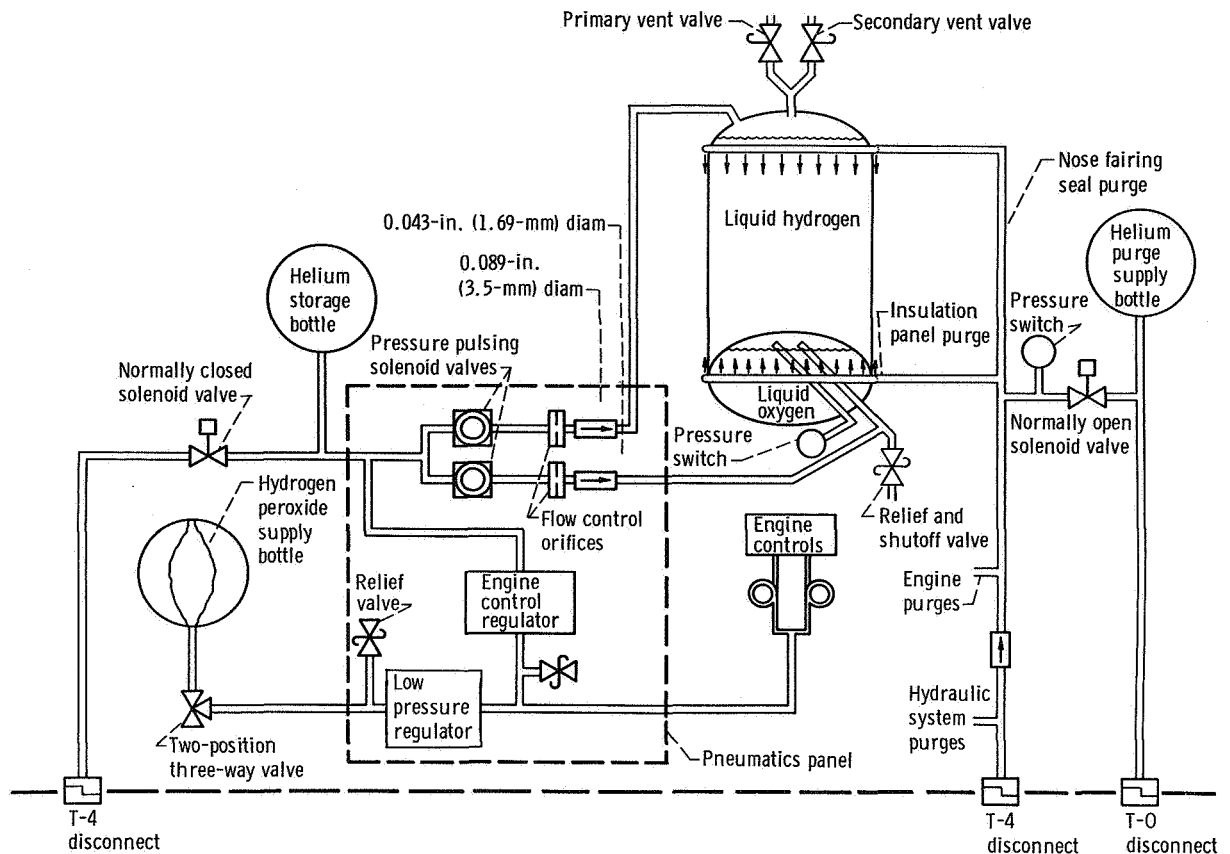 Primary vent valve
Secondary vent valve
Nose fairing
seal purge
0.043-in. (1.69-mm) diam
Liquid hydrogen
Helium
storage
bottle
0.089-in.
(3.5-mm) diam
Helium
purge
supply
bottle
Pressure
switch
Insulation
panel purge
Normally closed
solenoid valve
Pressure pulsing
solenoid valves
Liquid
oxygen
Normally open
solenoid valve
Pressure
switch
Hydrogen
peroxide
supply
bottle
Flow control
orifices
Relief and
shutoff valve
Engine
controls
Relief
valve
Engine
control
regulator
Engine
purges
Low
pressure
regulator
Hydraulic
system
purges
Two-position
three-way valve
Pneumatics panel
T-4
disconnect
T-4
disconnect
T-0
disconnect